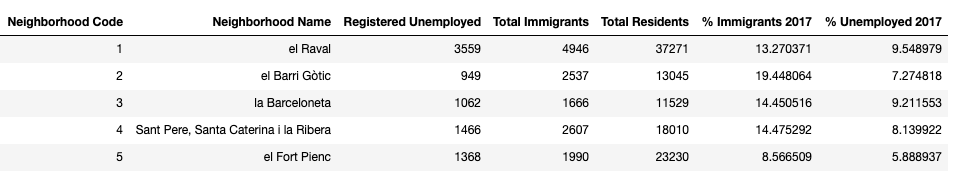 Neighborhood Code Neighborhood Name Registered Unemployed Total Immigrants Total Residents % Immigrants 2017 % Unemployed 2017
1 el Raval 3559 4946 37271 13.270371 9.548979
2 el Barri Gòtic 949 2537 13045 19.448064 7.274818
3 la Barceloneta 1062 1666 11529 14.450516 9.211553
4 Sant Pere, Santa Caterina i la Ribera 1466 2607 18010 14.475292 8.139922
5 el Fort Pienc 1368 1990 23230 8.566509 5.888937